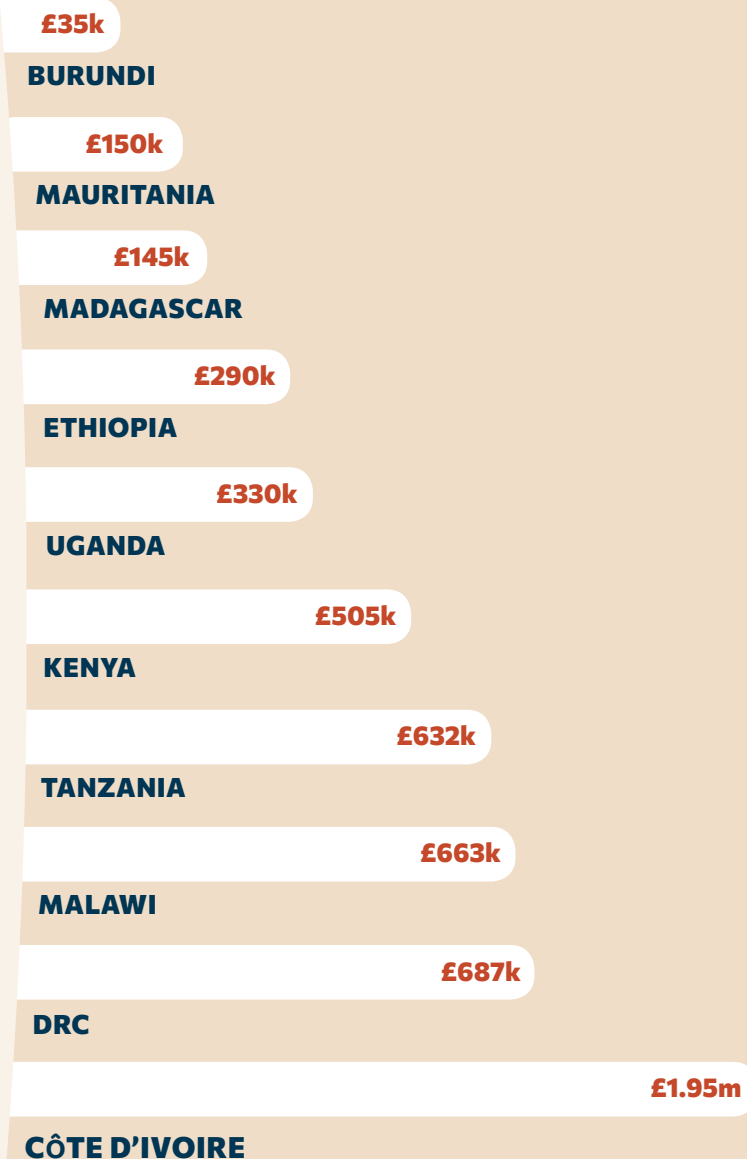 £35k
BURUNDI
£150k
MAURITANIA
£145k
MADAGASCAR
£290k
ETHIOPIA
£330k
UGANDA
£505k
KENYA
£632k
TANZANIA
£663k
MALAWI
£687k
DRC
£1.95m
CÔTE D’IVOIRE